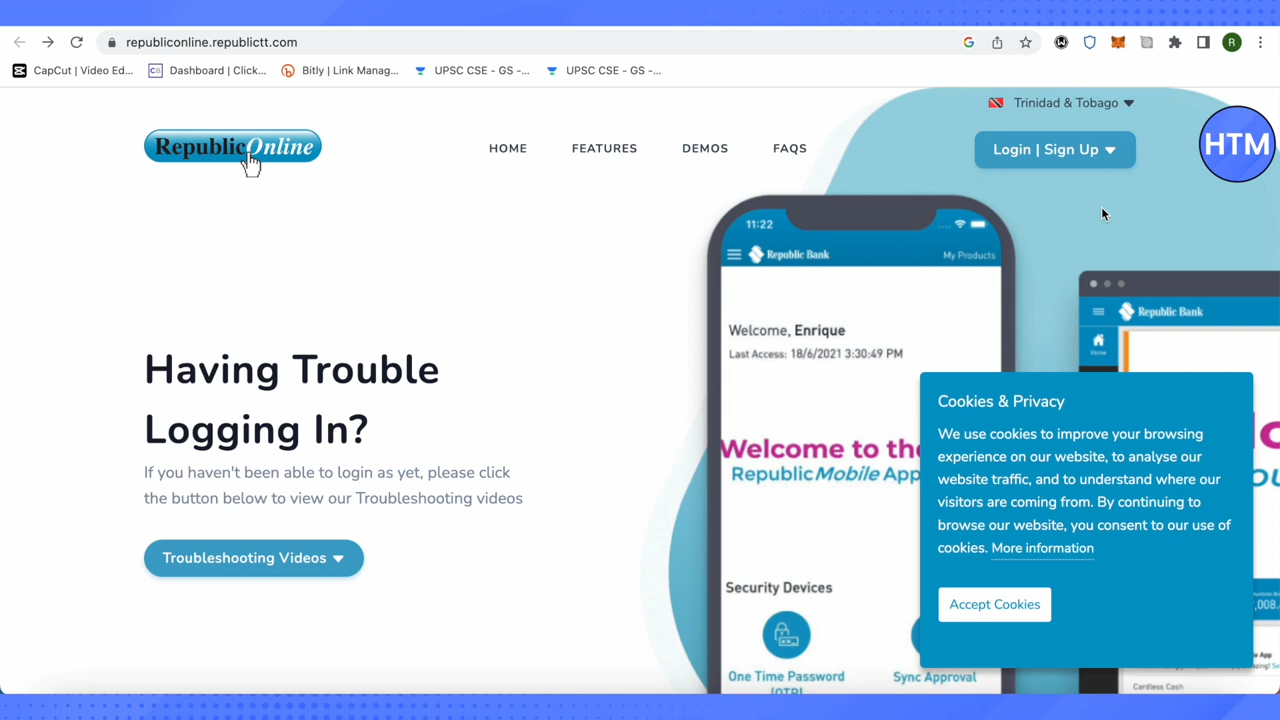 republiconline.republictt.com
CapCut | Video Ed...
Dashboard | Click...
Bitly | Link Manag...
UPSC CSE - GS -...
UPSC CSE - GS -...
R
Trinidad & Tobago
RepublicOnline
HOME
FEATURES
DEMOS
FAQS
Login | Sign Up
HTM
11:22
Republic Bank
My Products
Welcome, Enrique
Last Access: 18/6/2021 3:30:49 PM
Welcome to the
RepublicMobile App
Security Devices
One Time Password
(OTP)
Sync Approval
Republic Bank
Home
Having Trouble
Logging In?
If you haven't been able to login as yet, please click
the button below to view our Troubleshooting videos
Troubleshooting Videos
Cookies & Privacy
We use cookies to improve your browsing
experience on our website, to analyse our
website traffic, and to understand where our
visitors are coming from. By continuing to
browse our website, you consent to our use of
cookies. More information
Accept Cookies
,008.
App
Cardless Cash